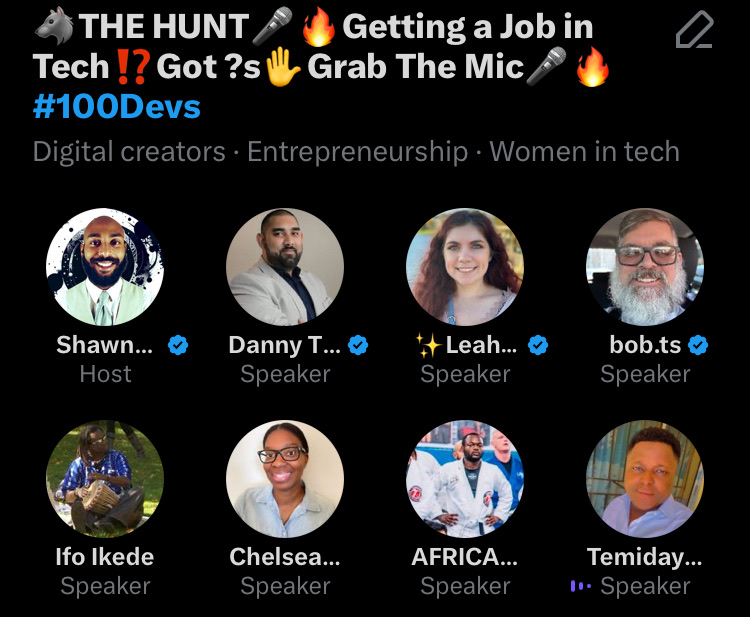 🐺THE HUNT🎤🔥Getting a Job in
Tech⁉️Got ?s✋Grab The Mic🎤🔥
#100Devs
Digital creators · Entrepreneurship · Women in tech
Shawn... Danny T... ✨Leah... bob.ts
Host Speaker Speaker Speaker
Ifo Ikede Chelsea... AFRICA... Temiday...
Speaker Speaker Speaker Speaker